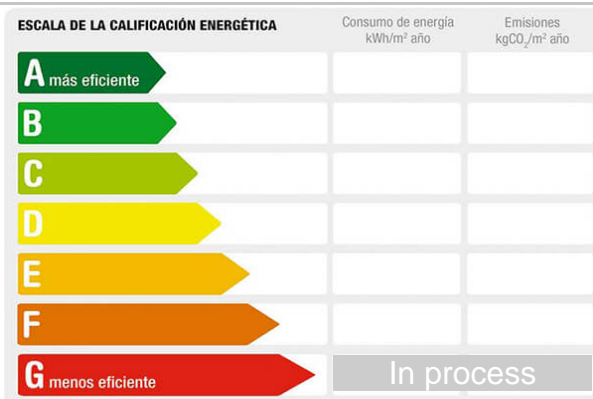 ESCALA DE LA CALIFICACIÓN ENERGÉTICA
Consumo de energía
kWh/m² año
Emisiones
kgCO₂/m² año
A más eficiente
B
C
D
E
F
G menos eficiente
In process